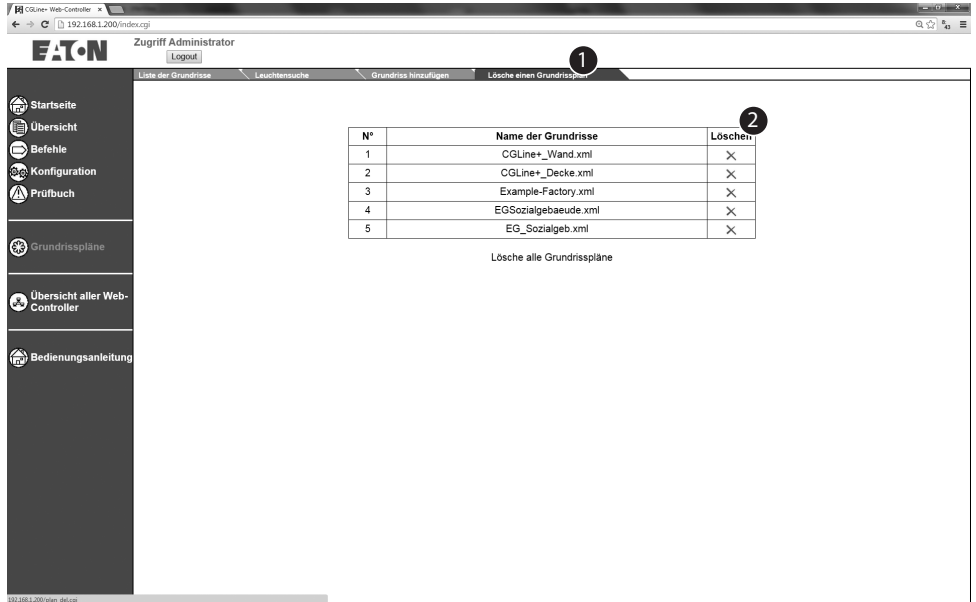 CGLine+ Web-Controller
192.168.1.200/index.cgi
EATON
Zugriff Administrator
Logout
1
Liste der Grundrisse
Leuchtensuche
Grundriss hinzufügen
Lösche einen Grundrissplan
Startseite
Übersicht
Befehle
Konfiguration
Prüfbuch
Grundrisspläne
Übersicht aller Web-
Controller
Bedienungsanleitung
2
N° Name der Grundrisse Löschen
1 CGLine+_Wand.xml
2 CGLine+_Decke.xml
3 Example-Factory.xml
4 EGSozialgebaeude.xml
5 EG_Sozialgeb.xml
Lösche alle Grundrisspläne
192.168.1.200/plan_del.cgi